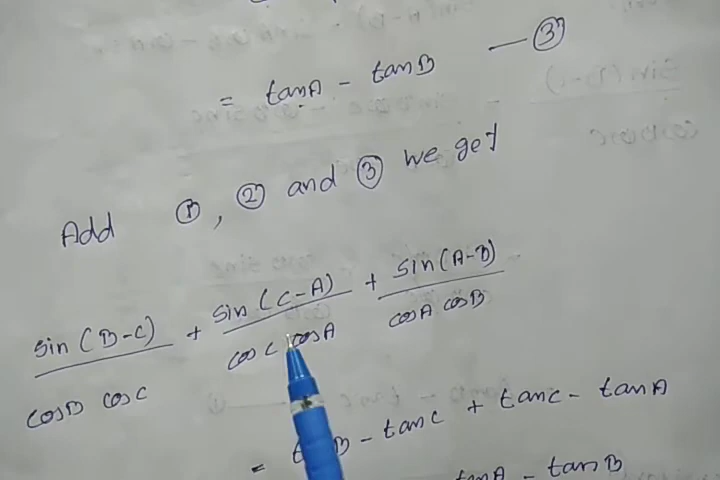 = tanA - tanB — ③
Add ①, ② and ③ we get
sin(B-C) / cosB cosC + sin(C-A) / cosC cosA + sin(A-B) / cosA cosB
= tanB - tanC + tanC - tanA
tanA - tanB